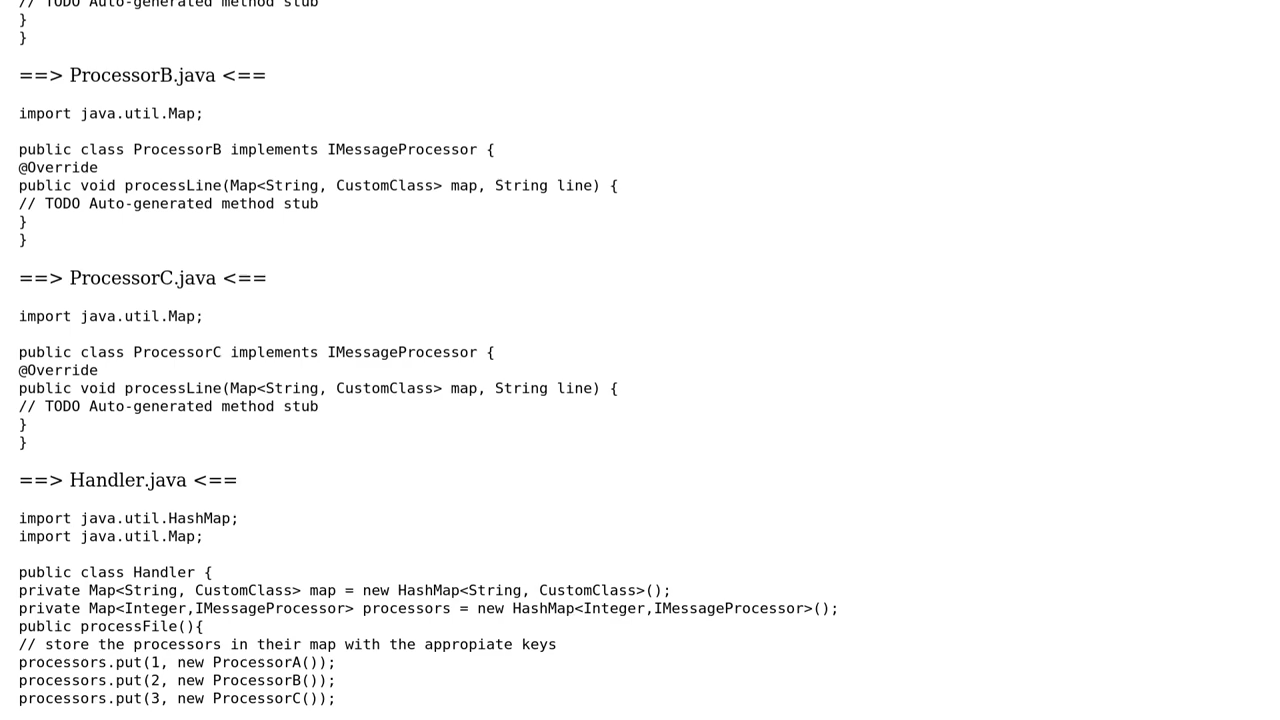 // TODO Auto-generated method stub
}
}
==> ProcessorB.java <==
import java.util.Map;
public class ProcessorB implements IMessageProcessor {
@Override
public void processLine(Map<String, CustomClass> map, String line) {
// TODO Auto-generated method stub
}
}
==> ProcessorC.java <==
import java.util.Map;
public class ProcessorC implements IMessageProcessor {
@Override
public void processLine(Map<String, CustomClass> map, String line) {
// TODO Auto-generated method stub
}
}
==> Handler.java <==
import java.util.HashMap;
import java.util.Map;
public class Handler {
private Map<String, CustomClass> map = new HashMap<String, CustomClass>();
private Map<Integer,IMessageProcessor> processors = new HashMap<Integer,IMessageProcessor>();
public processFile(){
// store the processors in their map with the appropiate keys
processors.put(1, new ProcessorA());
processors.put(2, new ProcessorB());
processors.put(3, new ProcessorC());